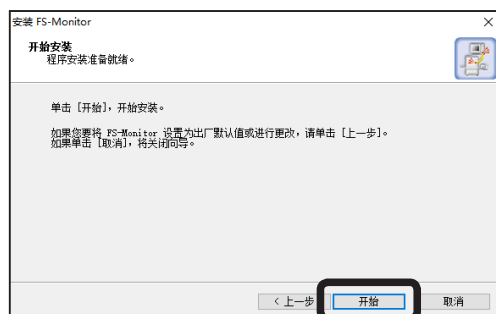 安装 FS-Monitor
开始安装
程序安装准备就绪。
单击 [开始]，开始安装。
如果您要将 FS-Monitor 设置为出厂默认值或进行更改，请单击 [上一步]。
如果单击 [取消]，将关闭向导。
< 上一步
开始
取消